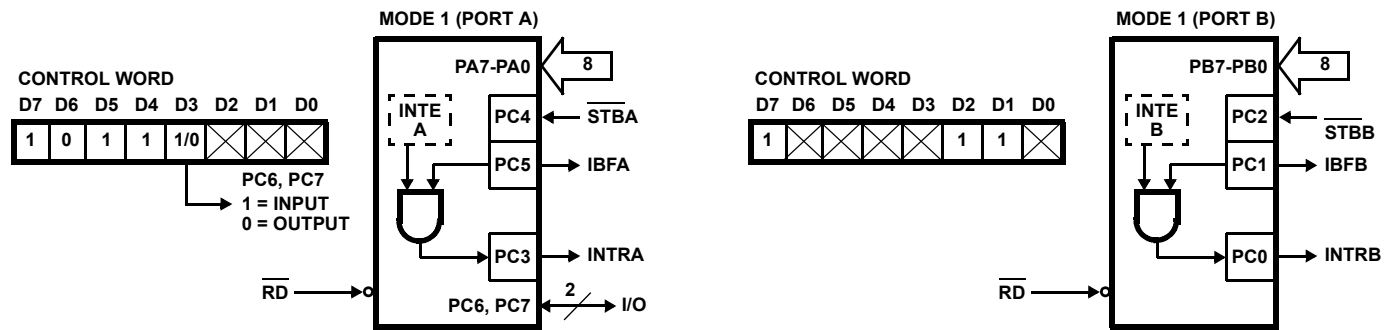 MODE 1 (PORT A)
PA7-PA0
8
CONTROL WORD
D7 D6 D5 D4 D3 D2 D1 D0
1 0 1 1 1/0
PC6, PC7
1 = INPUT
0 = OUTPUT
INTE
A
PC4
STBA
PC5
IBFA
PC3
INTRA
RD
PC6, PC7
2
I/O
MODE 1 (PORT B)
PB7-PB0
8
CONTROL WORD
D7 D6 D5 D4 D3 D2 D1 D0
1 1 1
INTE
B
PC2
STBB
PC1
IBFB
PC0
INTRB
RD